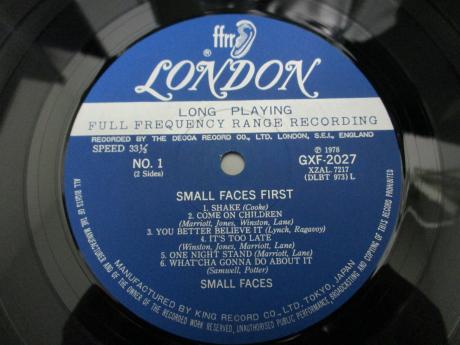 ffrr
® LONDON
LONG PLAYING
FULL FREQUENCY RANGE RECORDING
RECORDED BY THE DECCA RECORD CO., LTD. LONDON, S.E.I., ENGLAND
SPEED 33⅓
℗ 1978
NO. 1
GXF-2027
(2 Sides)
XZAL. 7217
(DLBT 973) L
SMALL FACES FIRST
1. SHAKE (Cooke)
2. COME ON CHILDREN
(Marriott, Jones, Winston, Lane)
3. YOU BETTER BELIEVE IT (Lynch, Ragavoy)
4. IT'S TOO LATE
(Winston, Jones, Marriott, Lane)
5. ONE NIGHT STAND (Marriott, Lane)
6. WHAT'CHA GONNA DO ABOUT IT
(Samwell, Potter)
SMALL FACES
MANUFACTURED BY KING RECORD CO., LTD. TOKYO, JAPAN
ALL RIGHTS OF THE MANUFACTURER AND OF THE OWNER OF THE RECORDED WORK RESERVED, UNAUTHORISED PUBLIC PERFORMANCE, BROADCASTING AND COPYING OF THIS RECORD PROHIBITED